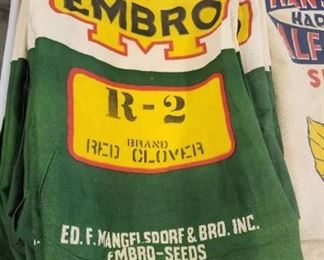 EMBRO
R-2
BRAND
RED CLOVER
ED. F. MANGELSDORF & BRO. INC.
EMBRO-SEEDS